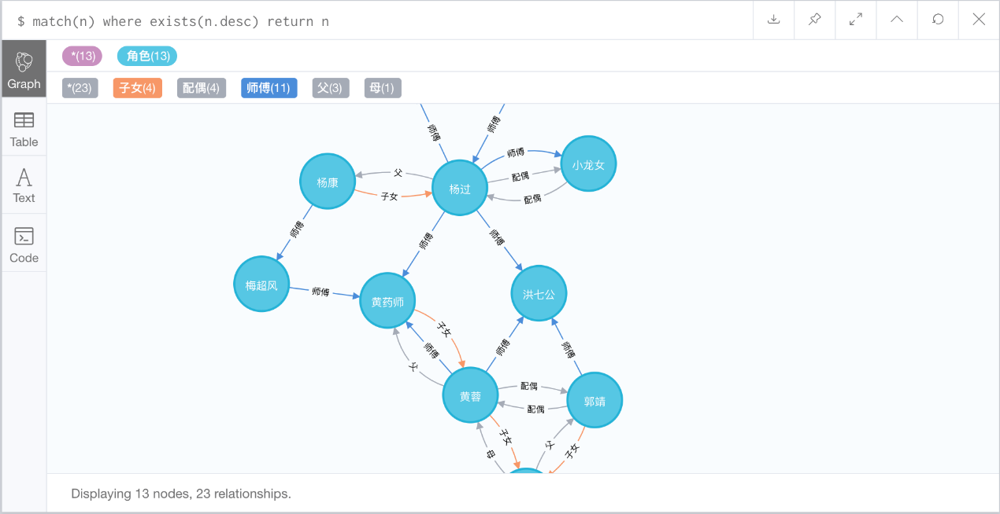 $ match(n) where exists(n.desc) return n
Graph
*(13) 角色(13)
*(23) 子女(4) 配偶(4) 师傅(11) 父(3) 母(1)
Table
Text
Code
师傅
师傅
师傅
小龙女
杨康
父
杨过
配偶
子女
配偶
师傅
师傅
师傅
梅超风
师傅
黄药师
洪七公
子女
师傅
师傅
师傅
父
配偶
黄蓉
郭靖
配偶
子女
父
母
子女
Displaying 13 nodes, 23 relationships.